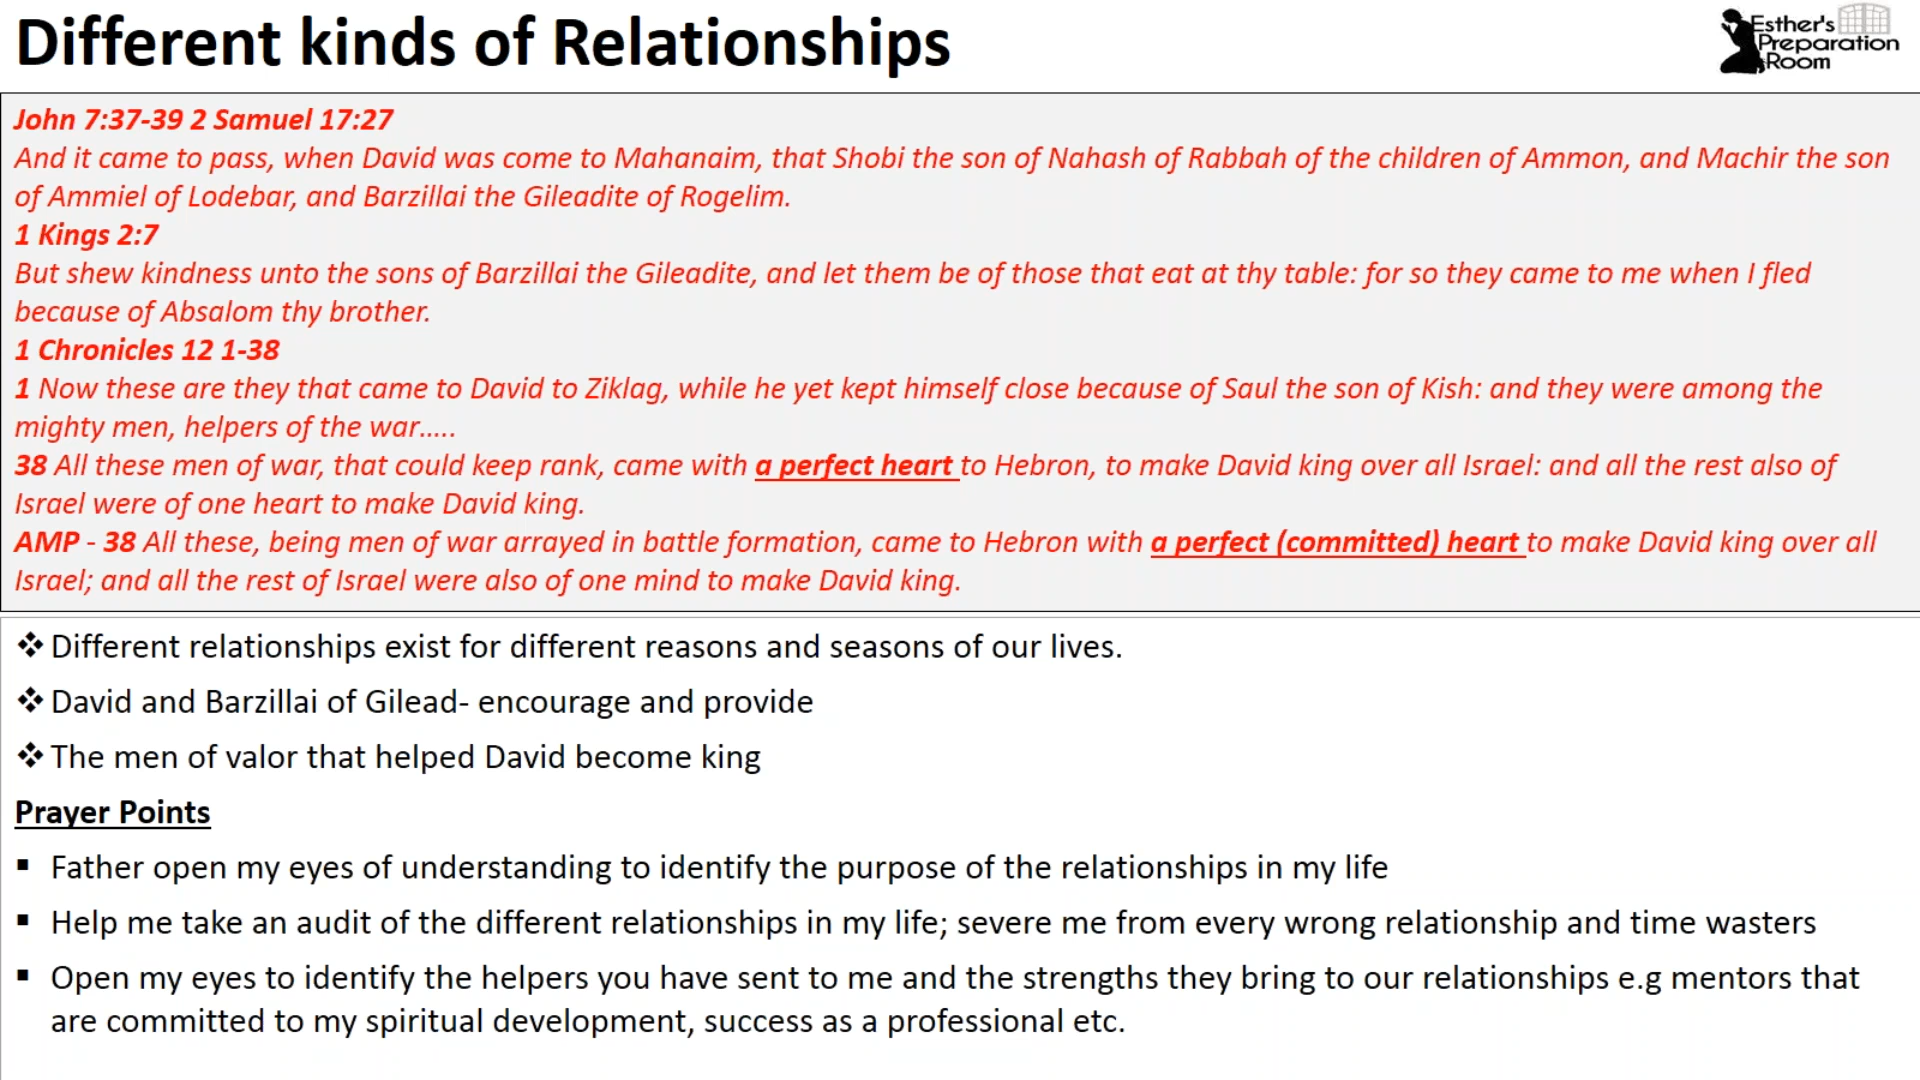 Different kinds of Relationships
Esther's
Preparation
Room
John 7:37-39 2 Samuel 17:27
And it came to pass, when David was come to Mahanaim, that Shobi the son of Nahash of Rabbah of the children of Ammon, and Machir the son
of Ammiel of Lodebar, and Barzillai the Gileadite of Rogelim.
1 Kings 2:7
But shew kindness unto the sons of Barzillai the Gileadite, and let them be of those that eat at thy table: for so they came to me when I fled
because of Absalom thy brother.
1 Chronicles 12 1-38
1 Now these are they that came to David to Ziklag, while he yet kept himself close because of Saul the son of Kish: and they were among the
mighty men, helpers of the war…..
38 All these men of war, that could keep rank, came with a perfect heart to Hebron, to make David king over all Israel: and all the rest also of
Israel were of one heart to make David king.
AMP - 38 All these, being men of war arrayed in battle formation, came to Hebron with a perfect (committed) heart to make David king over all
Israel; and all the rest of Israel were also of one mind to make David king.
❖ Different relationships exist for different reasons and seasons of our lives.
❖ David and Barzillai of Gilead- encourage and provide
❖ The men of valor that helped David become king
Prayer Points
▪ Father open my eyes of understanding to identify the purpose of the relationships in my life
▪ Help me take an audit of the different relationships in my life; severe me from every wrong relationship and time wasters
▪ Open my eyes to identify the helpers you have sent to me and the strengths they bring to our relationships e.g mentors that
are committed to my spiritual development, success as a professional etc.